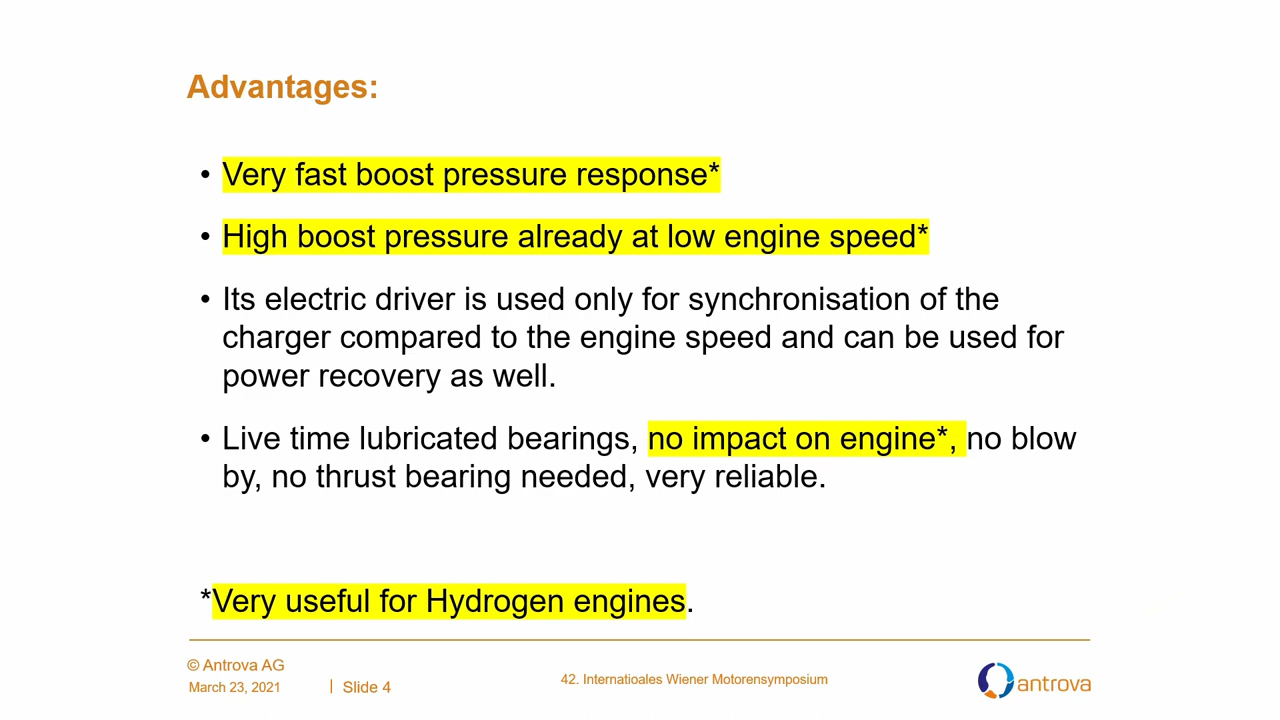 Advantages:
• Very fast boost pressure response*
• High boost pressure already at low engine speed*
• Its electric driver is used only for synchronisation of the
charger compared to the engine speed and can be used for
power recovery as well.
• Live time lubricated bearings, no impact on engine*, no blow
by, no thrust bearing needed, very reliable.
*Very useful for Hydrogen engines.
© Antrova AG
March 23, 2021 | Slide 4
42. Internatioales Wiener Motorensymposium
antrova